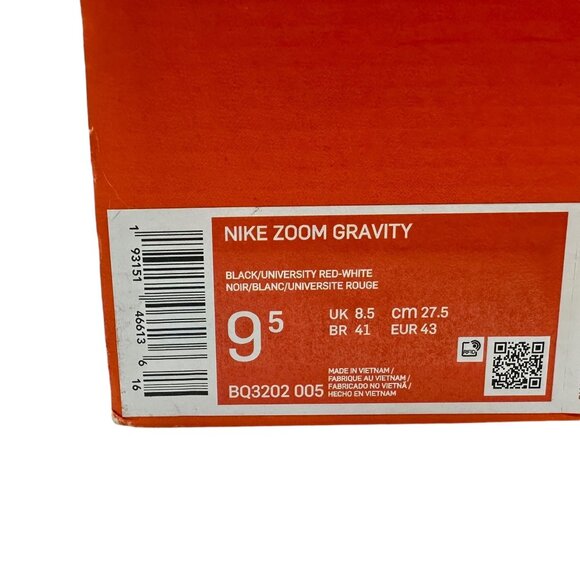 NIKE ZOOM GRAVITY
BLACK/UNIVERSITY RED-WHITE
NOIR/BLANC/UNIVERSITE ROUGE
9 5
UK 8.5 cm 27.5
BR 41 EUR 43
BQ3202 005
MADE IN VIETNAM /
FABRIQUE AU VIETNAM /
FABRICADO NO VIETNÃ /
HECHO EN VIETNAM
RFID
1 93151 46613 6 16